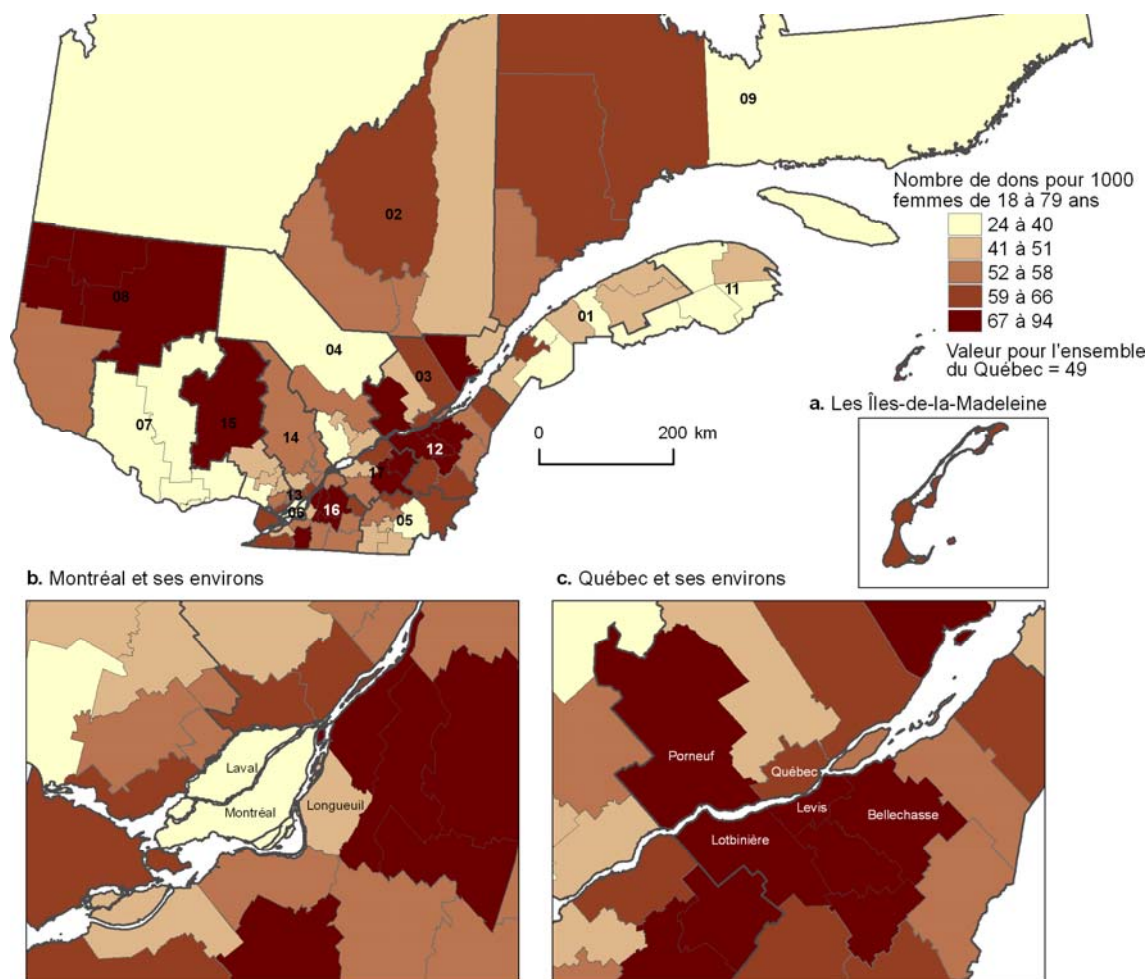 09
02
08
11
01
04
03
07
15
14
12
17
13
06
16
05
Nombre de dons pour 1000
femmes de 18 à 79 ans
24 à 40
41 à 51
52 à 58
59 à 66
67 à 94
Valeur pour l'ensemble
du Québec = 49
0 200 km
a. Les Îles-de-la-Madeleine
b. Montréal et ses environs
Laval
Montréal
Longueuil
c. Québec et ses environs
Porneuf
Québec
Levis
Bellechasse
Lotbinière